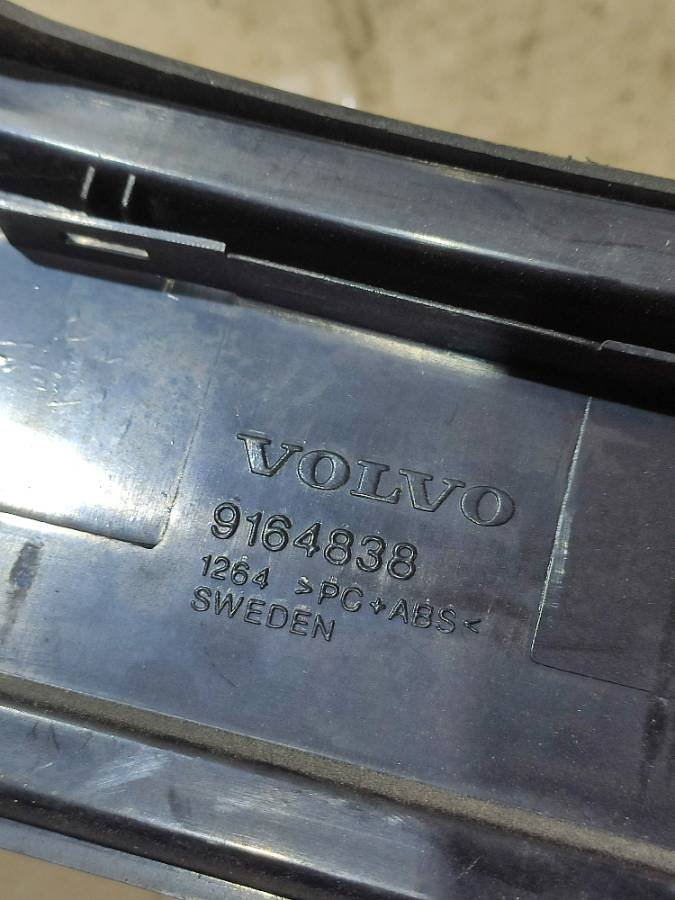 VOLVO
9164838
1264 >PC+ABS<
SWEDEN